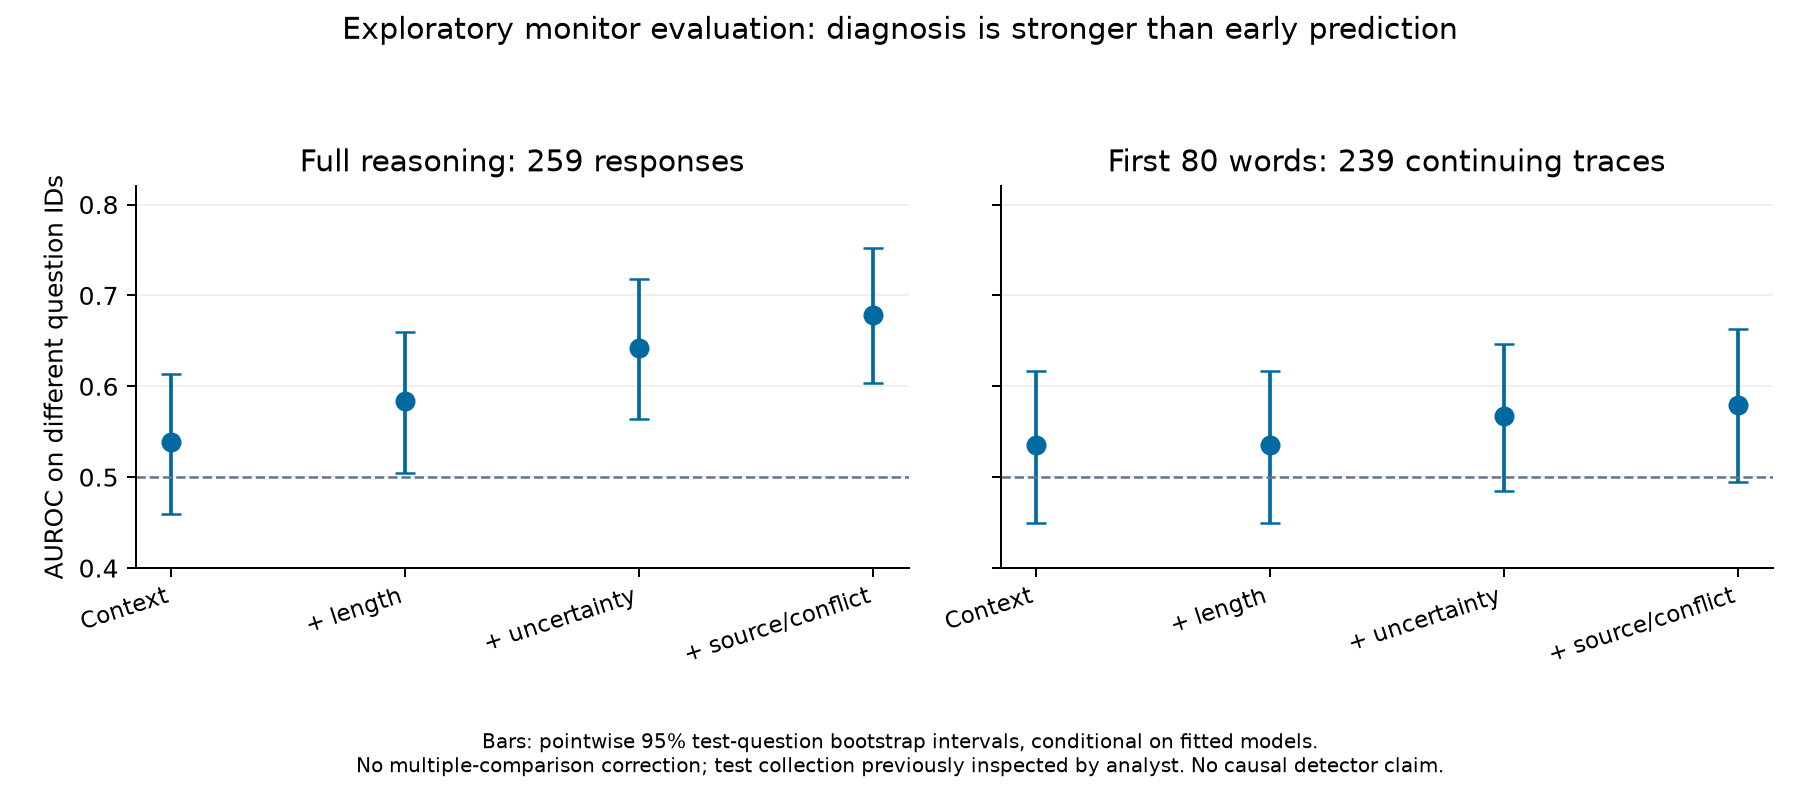 Exploratory monitor evaluation: diagnosis is stronger than early prediction
Full reasoning: 259 responses
AUROC on different question IDs
0.8
0.7
0.6
0.5
0.4
Context
+ length
+ uncertainty
+ source/conflict
First 80 words: 239 continuing traces
Context
+ length
+ uncertainty
+ source/conflict
Bars: pointwise 95% test-question bootstrap intervals, conditional on fitted models.
No multiple-comparison correction; test collection previously inspected by analyst. No causal detector claim.